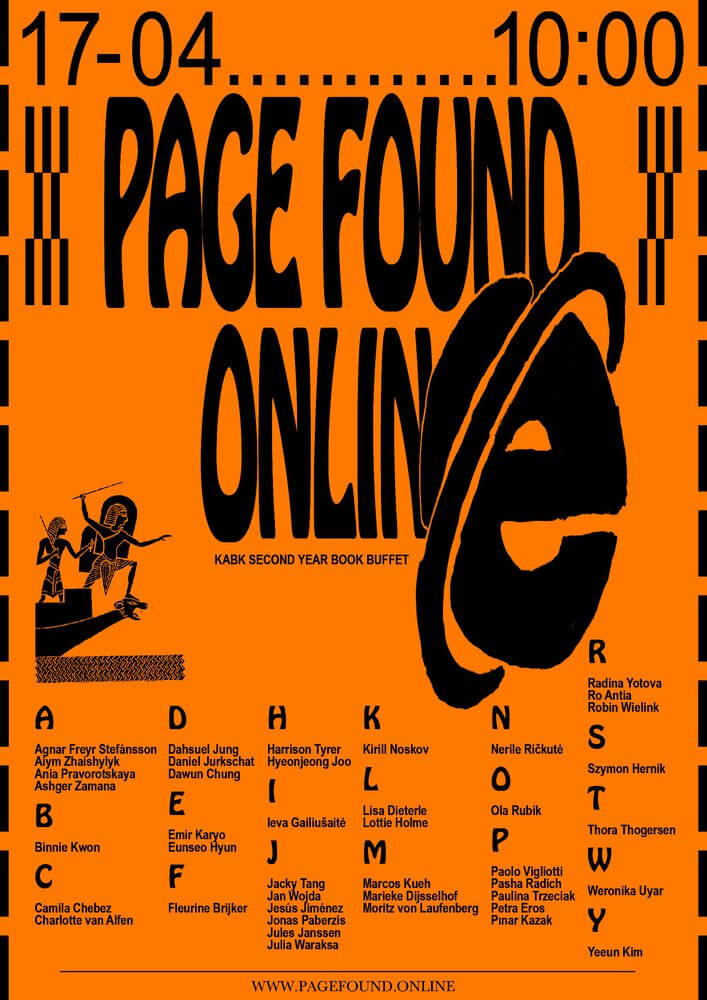 17-04............10:00
PAGE FOUND
ONLINe
KABK SECOND YEAR BOOK BUFFET
A
Agnar Freyr Stefánsson
Alym Zhaishylyk
Ania Pravorotskaya
Ashger Zamana
B
Binnie Kwon
C
Camila Chebez
Charlotte van Alfen
D
Dahsuel Jung
Daniel Jurkschat
Dawun Chung
E
Emir Karyo
Eunseo Hyun
F
Fleurine Brijker
H
Harrison Tyrer
Hyeonjeong Joo
I
Ieva Gailiušaitė
J
Jacky Tang
Jan Wojda
Jesús Jiménez
Jonas Paberzis
Jules Janssen
Julia Waraksa
K
Kirill Noskov
L
Lisa Dieterle
Lottie Holme
M
Marcos Kueh
Marieke Dijsselhof
Moritz von Laufenberg
N
Nerile Ričkutė
O
Ola Rubik
P
Paolo Vigliotti
Pasha Radich
Paulina Trzeciak
Petra Eros
Pınar Kazak
R
Radina Yotova
Ro Antia
Robin Wielink
S
Szymon Hernik
T
Thora Thogersen
W
Weronika Uyar
Y
Yeeun Kim
WWW.PAGEFOUND.ONLINE